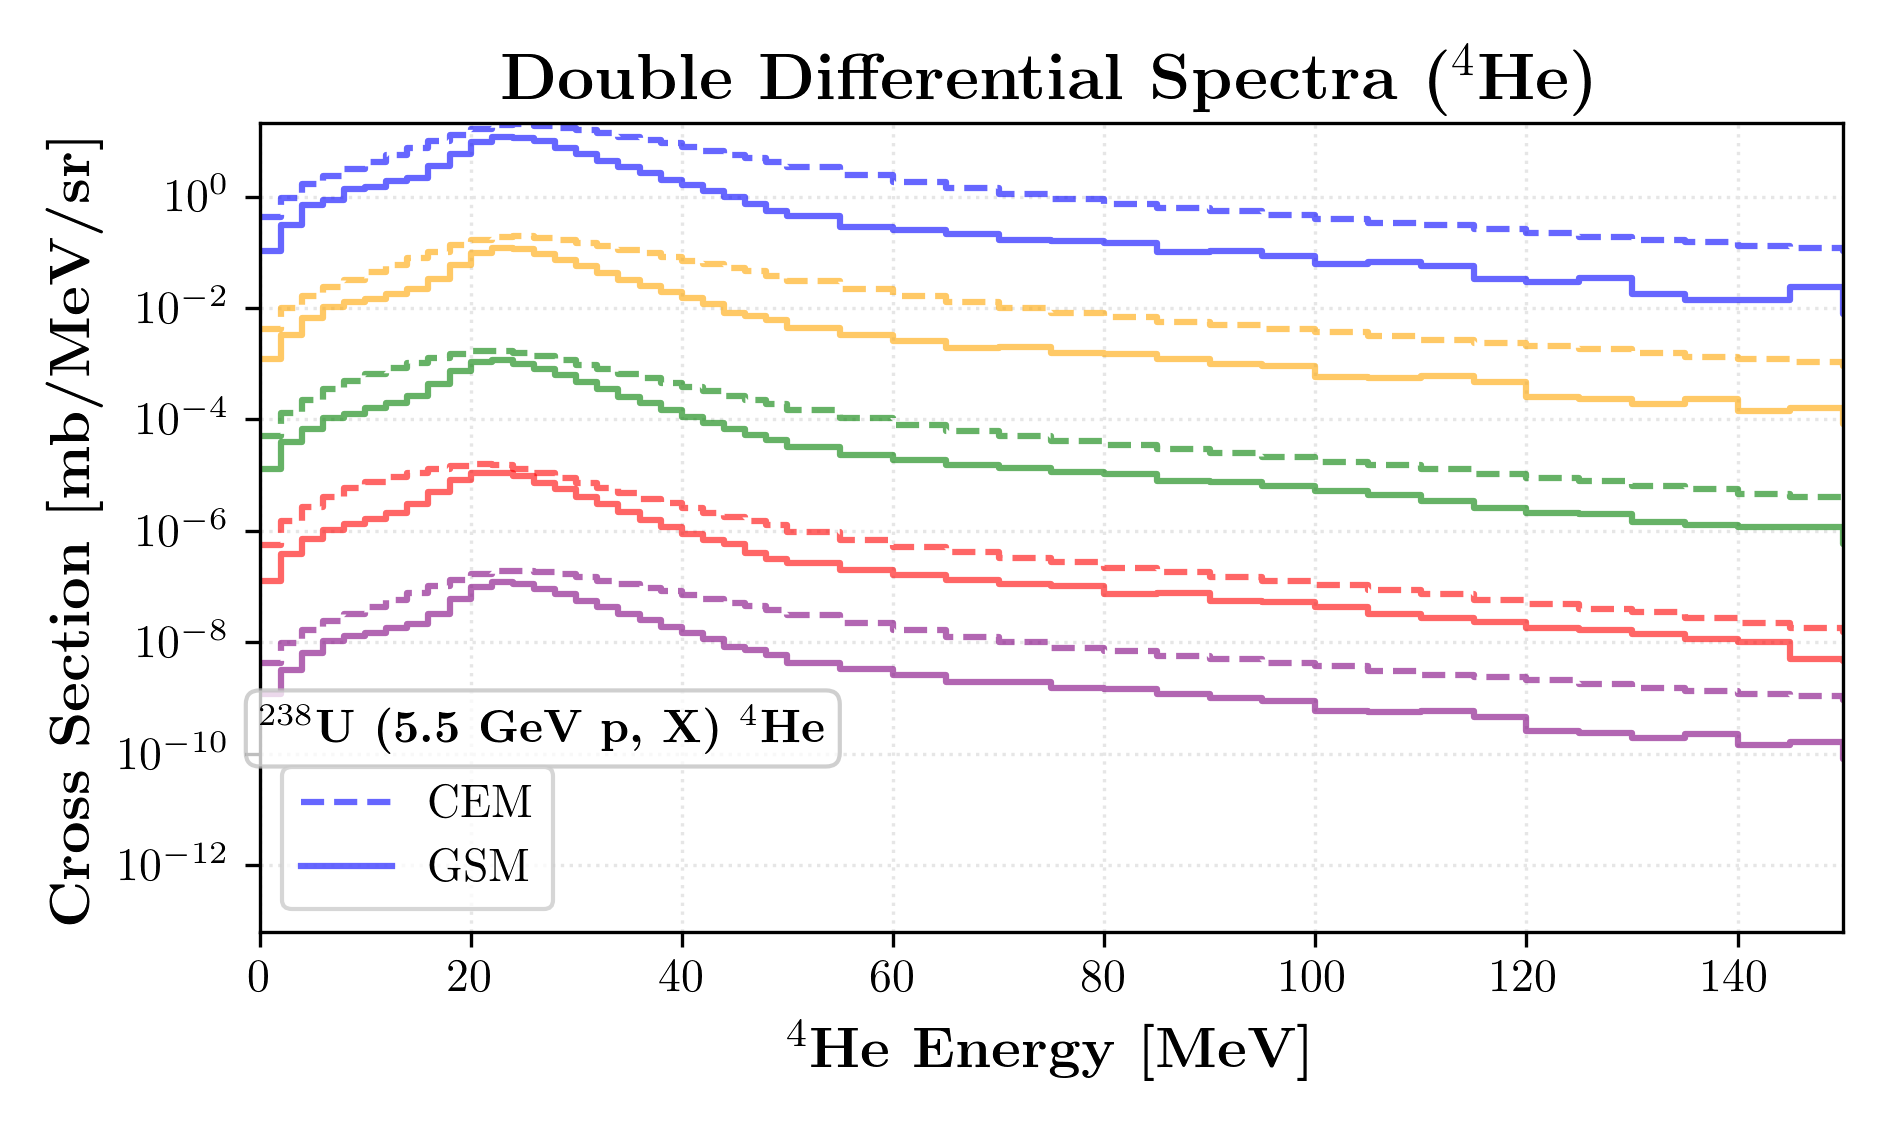 Double Differential Spectra (⁴He)
Cross Section [mb/MeV/sr]
10⁰
10⁻²
10⁻⁴
10⁻⁶
10⁻⁸
10⁻¹⁰
10⁻¹²
²³⁸U (5.5 GeV p, X) ⁴He
CEM
GSM
0 20 40 60 80 100 120 140
⁴He Energy [MeV]